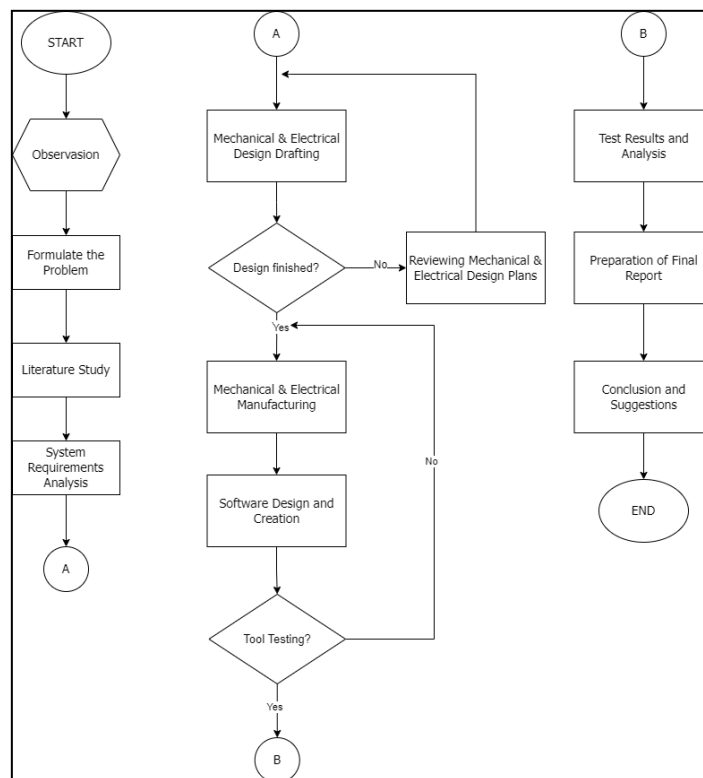 START
Observasion
Formulate the
Problem
Literature Study
System
Requirements
Analysis
A
A
Mechanical & Electrical
Design Drafting
Design finished?
No
Reviewing Mechanical &
Electrical Design Plans
Yes
Mechanical & Electrical
Manufacturing
Software Design and
Creation
No
Tool Testing?
Yes
B
B
Test Results and
Analysis
Preparation of Final
Report
Conclusion and
Suggestions
END